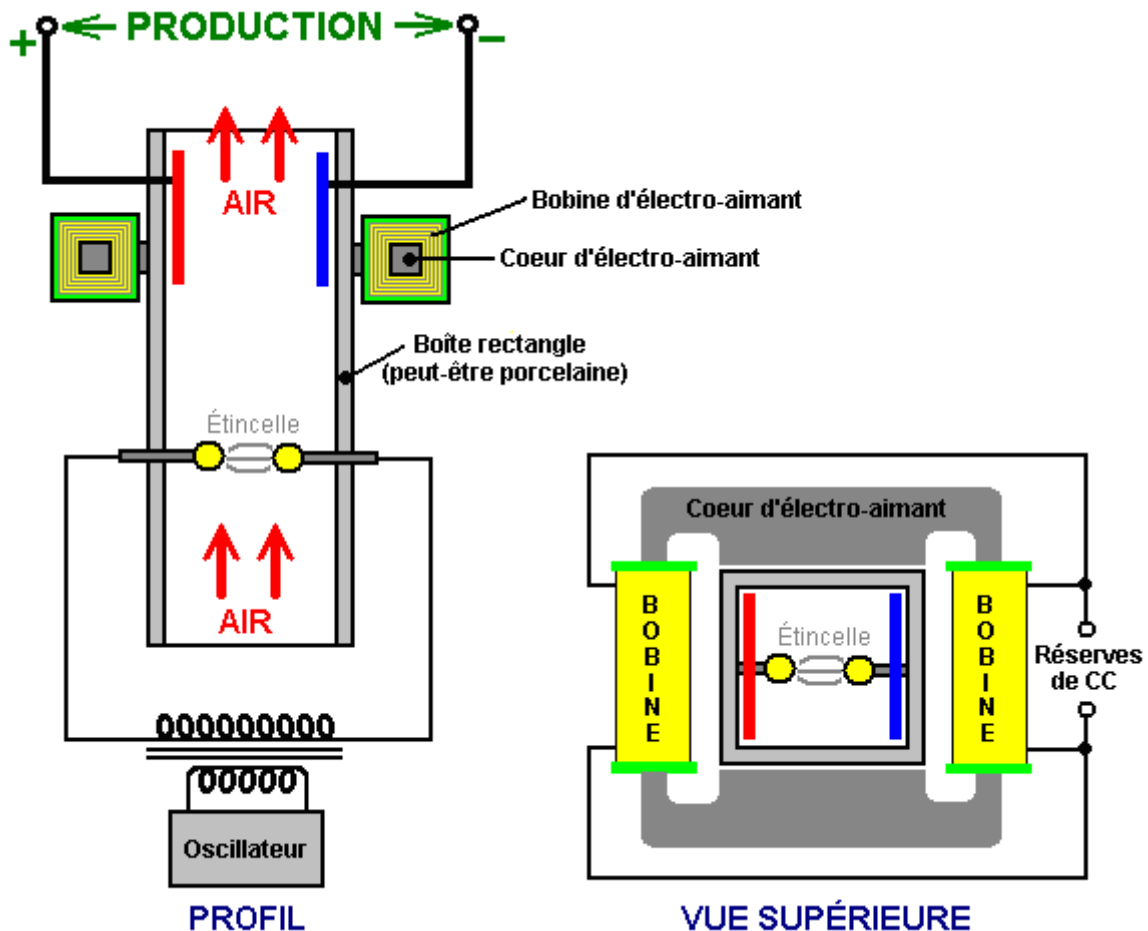 + PRODUCTION −
AIR
Bobine d'électro-aimant
Coeur d'électro-aimant
Boîte rectangle
(peut-être porcelaine)
Étincelle
AIR
Oscillateur
PROFIL
Coeur d'électro-aimant
BOBINE
Étincelle
BOBINE
Réserves
de CC
VUE SUPÉRIEURE